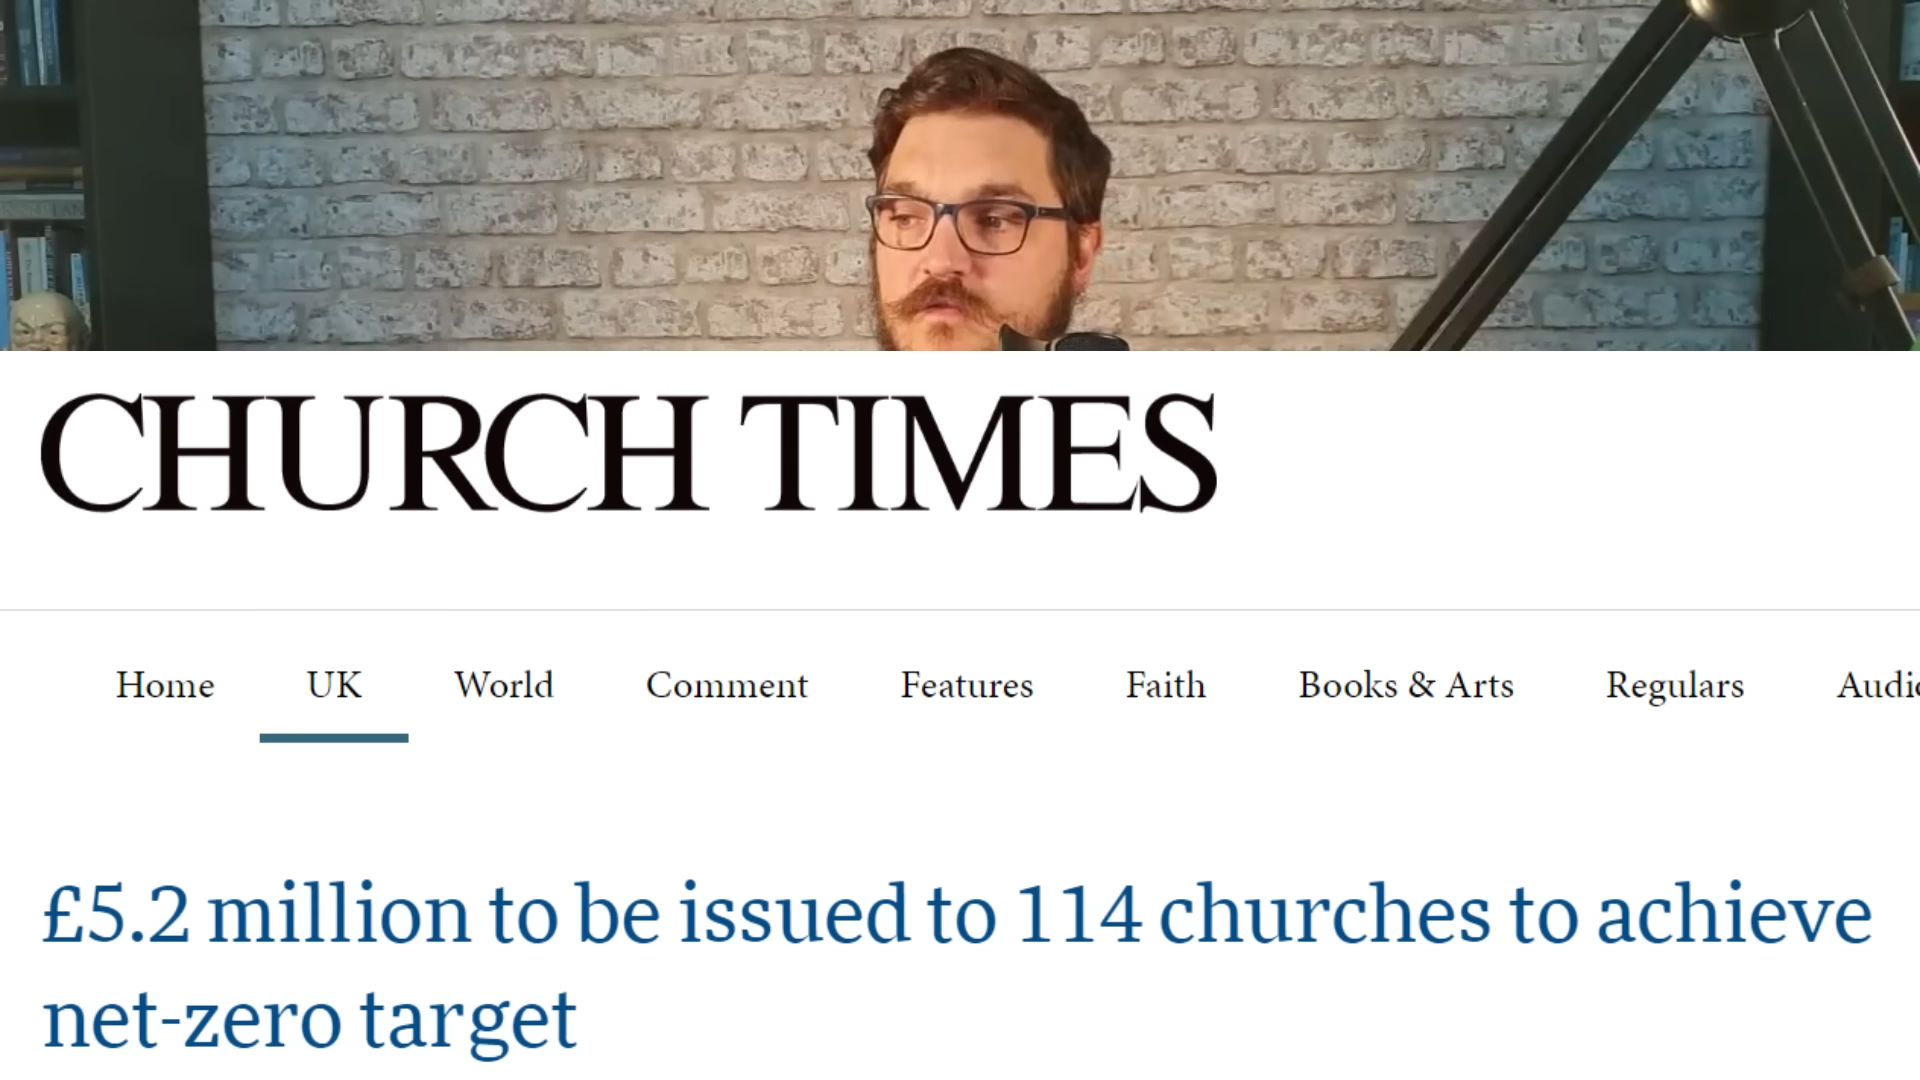 CHURCH TIMES
Home UK World Comment Features Faith Books & Arts Regulars
£5.2 million to be issued to 114 churches to achieve
net-zero target